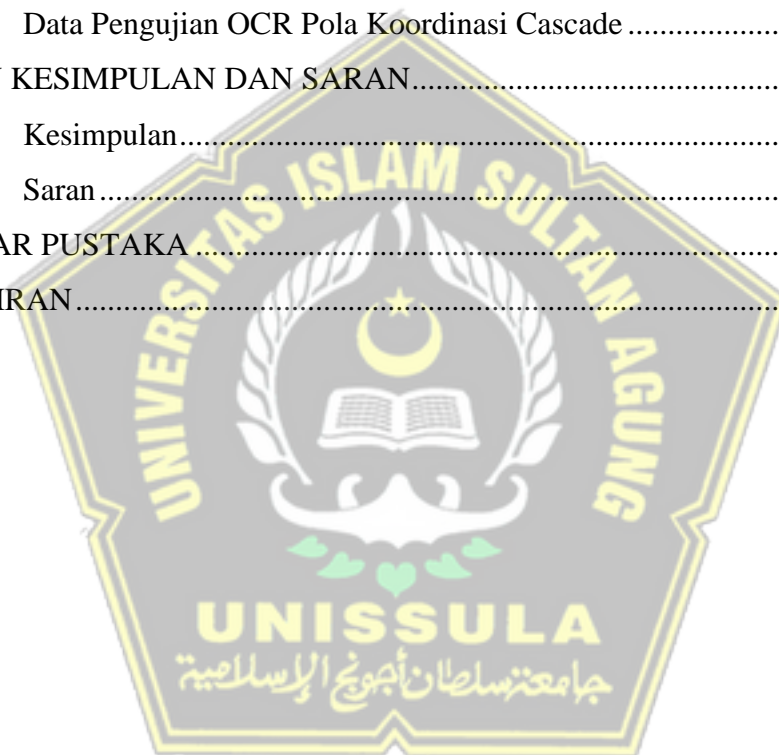 Data Pengujian OCR Pola Koordinasi Cascade ..................
KESIMPULAN DAN SARAN..........................................
Kesimpulan....................................................................
Saran..............................................................................
AR PUSTAKA ..................................................................
IRAN................................................................................
UNIVERSITAS ISLAM SULTAN AGUNG
UNISSULA
جامعة سلطان أجونج الإسلامية